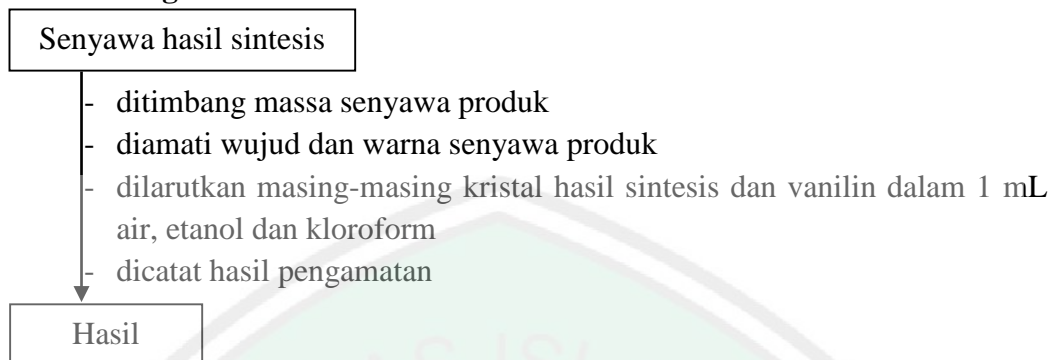 Senyawa hasil sintesis
- ditimbang massa senyawa produk
- diamati wujud dan warna senyawa produk
- dilarutkan masing-masing kristal hasil sintesis dan vanilin dalam 1 mL
air, etanol dan kloroform
- dicatat hasil pengamatan
Hasil